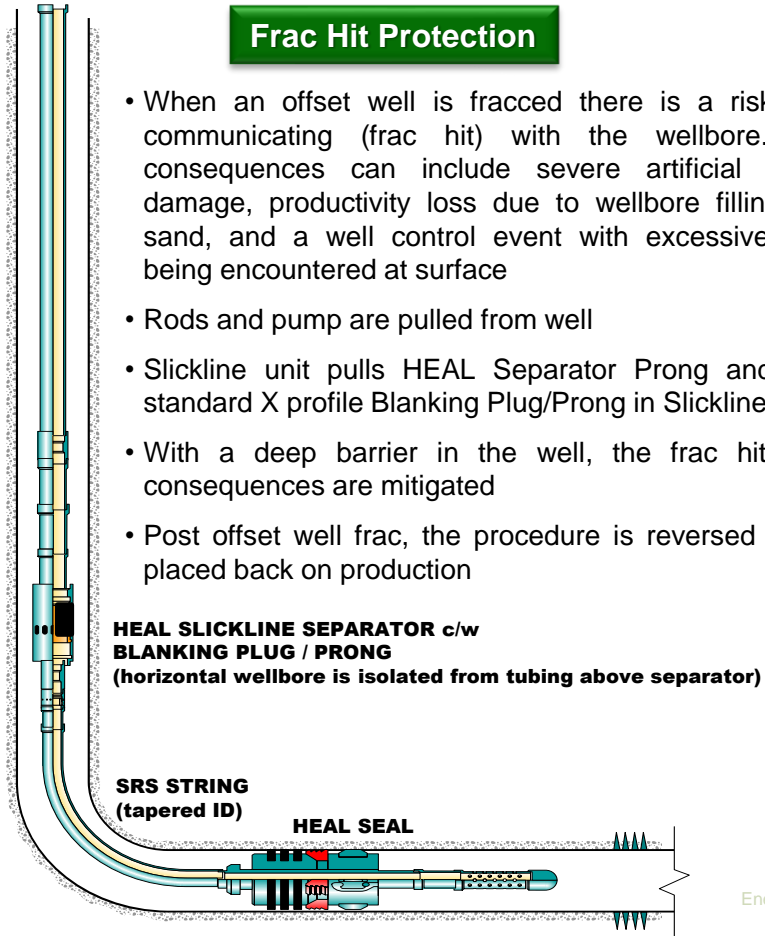 Frac Hit Protection
• When an offset well is fracced there is a risk
communicating (frac hit) with the wellbore.
consequences can include severe artificial
damage, productivity loss due to wellbore fillin
sand, and a well control event with excessive
being encountered at surface
• Rods and pump are pulled from well
• Slickline unit pulls HEAL Separator Prong and
standard X profile Blanking Plug/Prong in Slickline
• With a deep barrier in the well, the frac hit
consequences are mitigated
• Post offset well frac, the procedure is reversed
placed back on production
HEAL SLICKLINE SEPARATOR c/w
BLANKING PLUG / PRONG
(horizontal wellbore is isolated from tubing above separator)
SRS STRING
(tapered ID)
HEAL SEAL